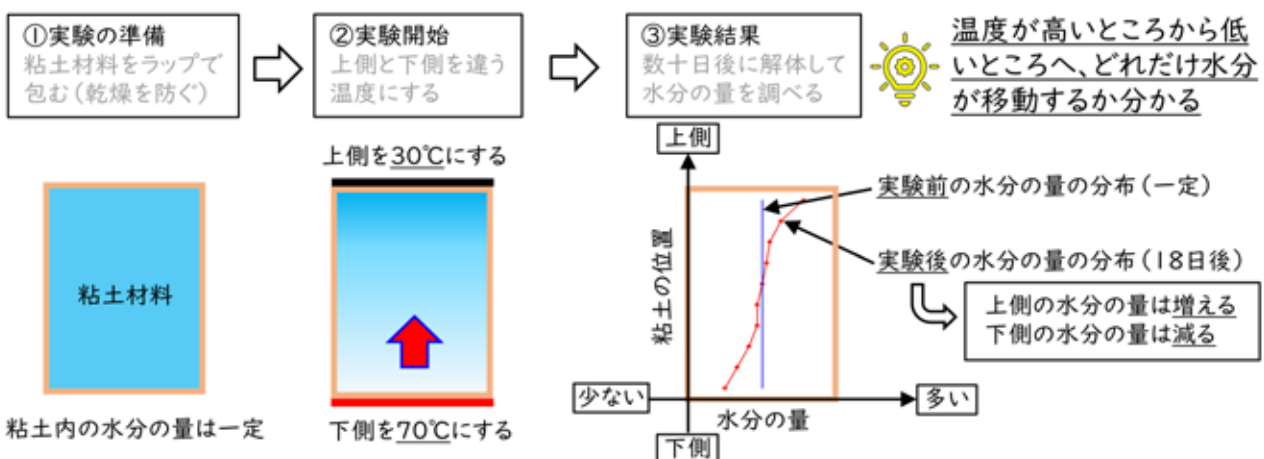 ①実験の準備
粘土材料をラップで
包む(乾燥を防ぐ)
②実験開始
上側と下側を違う
温度にする
③実験結果
数十日後に解体して
水分の量を調べる
温度が高いところから低
いところへ、どれだけ水分
が移動するか分かる
粘土材料
粘土内の水分の量は一定
上側を30℃にする
下側を70℃にする
上側
粘土の位置
少ない
多い
水分の量
下側
実験前の水分の量の分布(一定)
実験後の水分の量の分布(18日後)
上側の水分の量は増える
下側の水分の量は減る